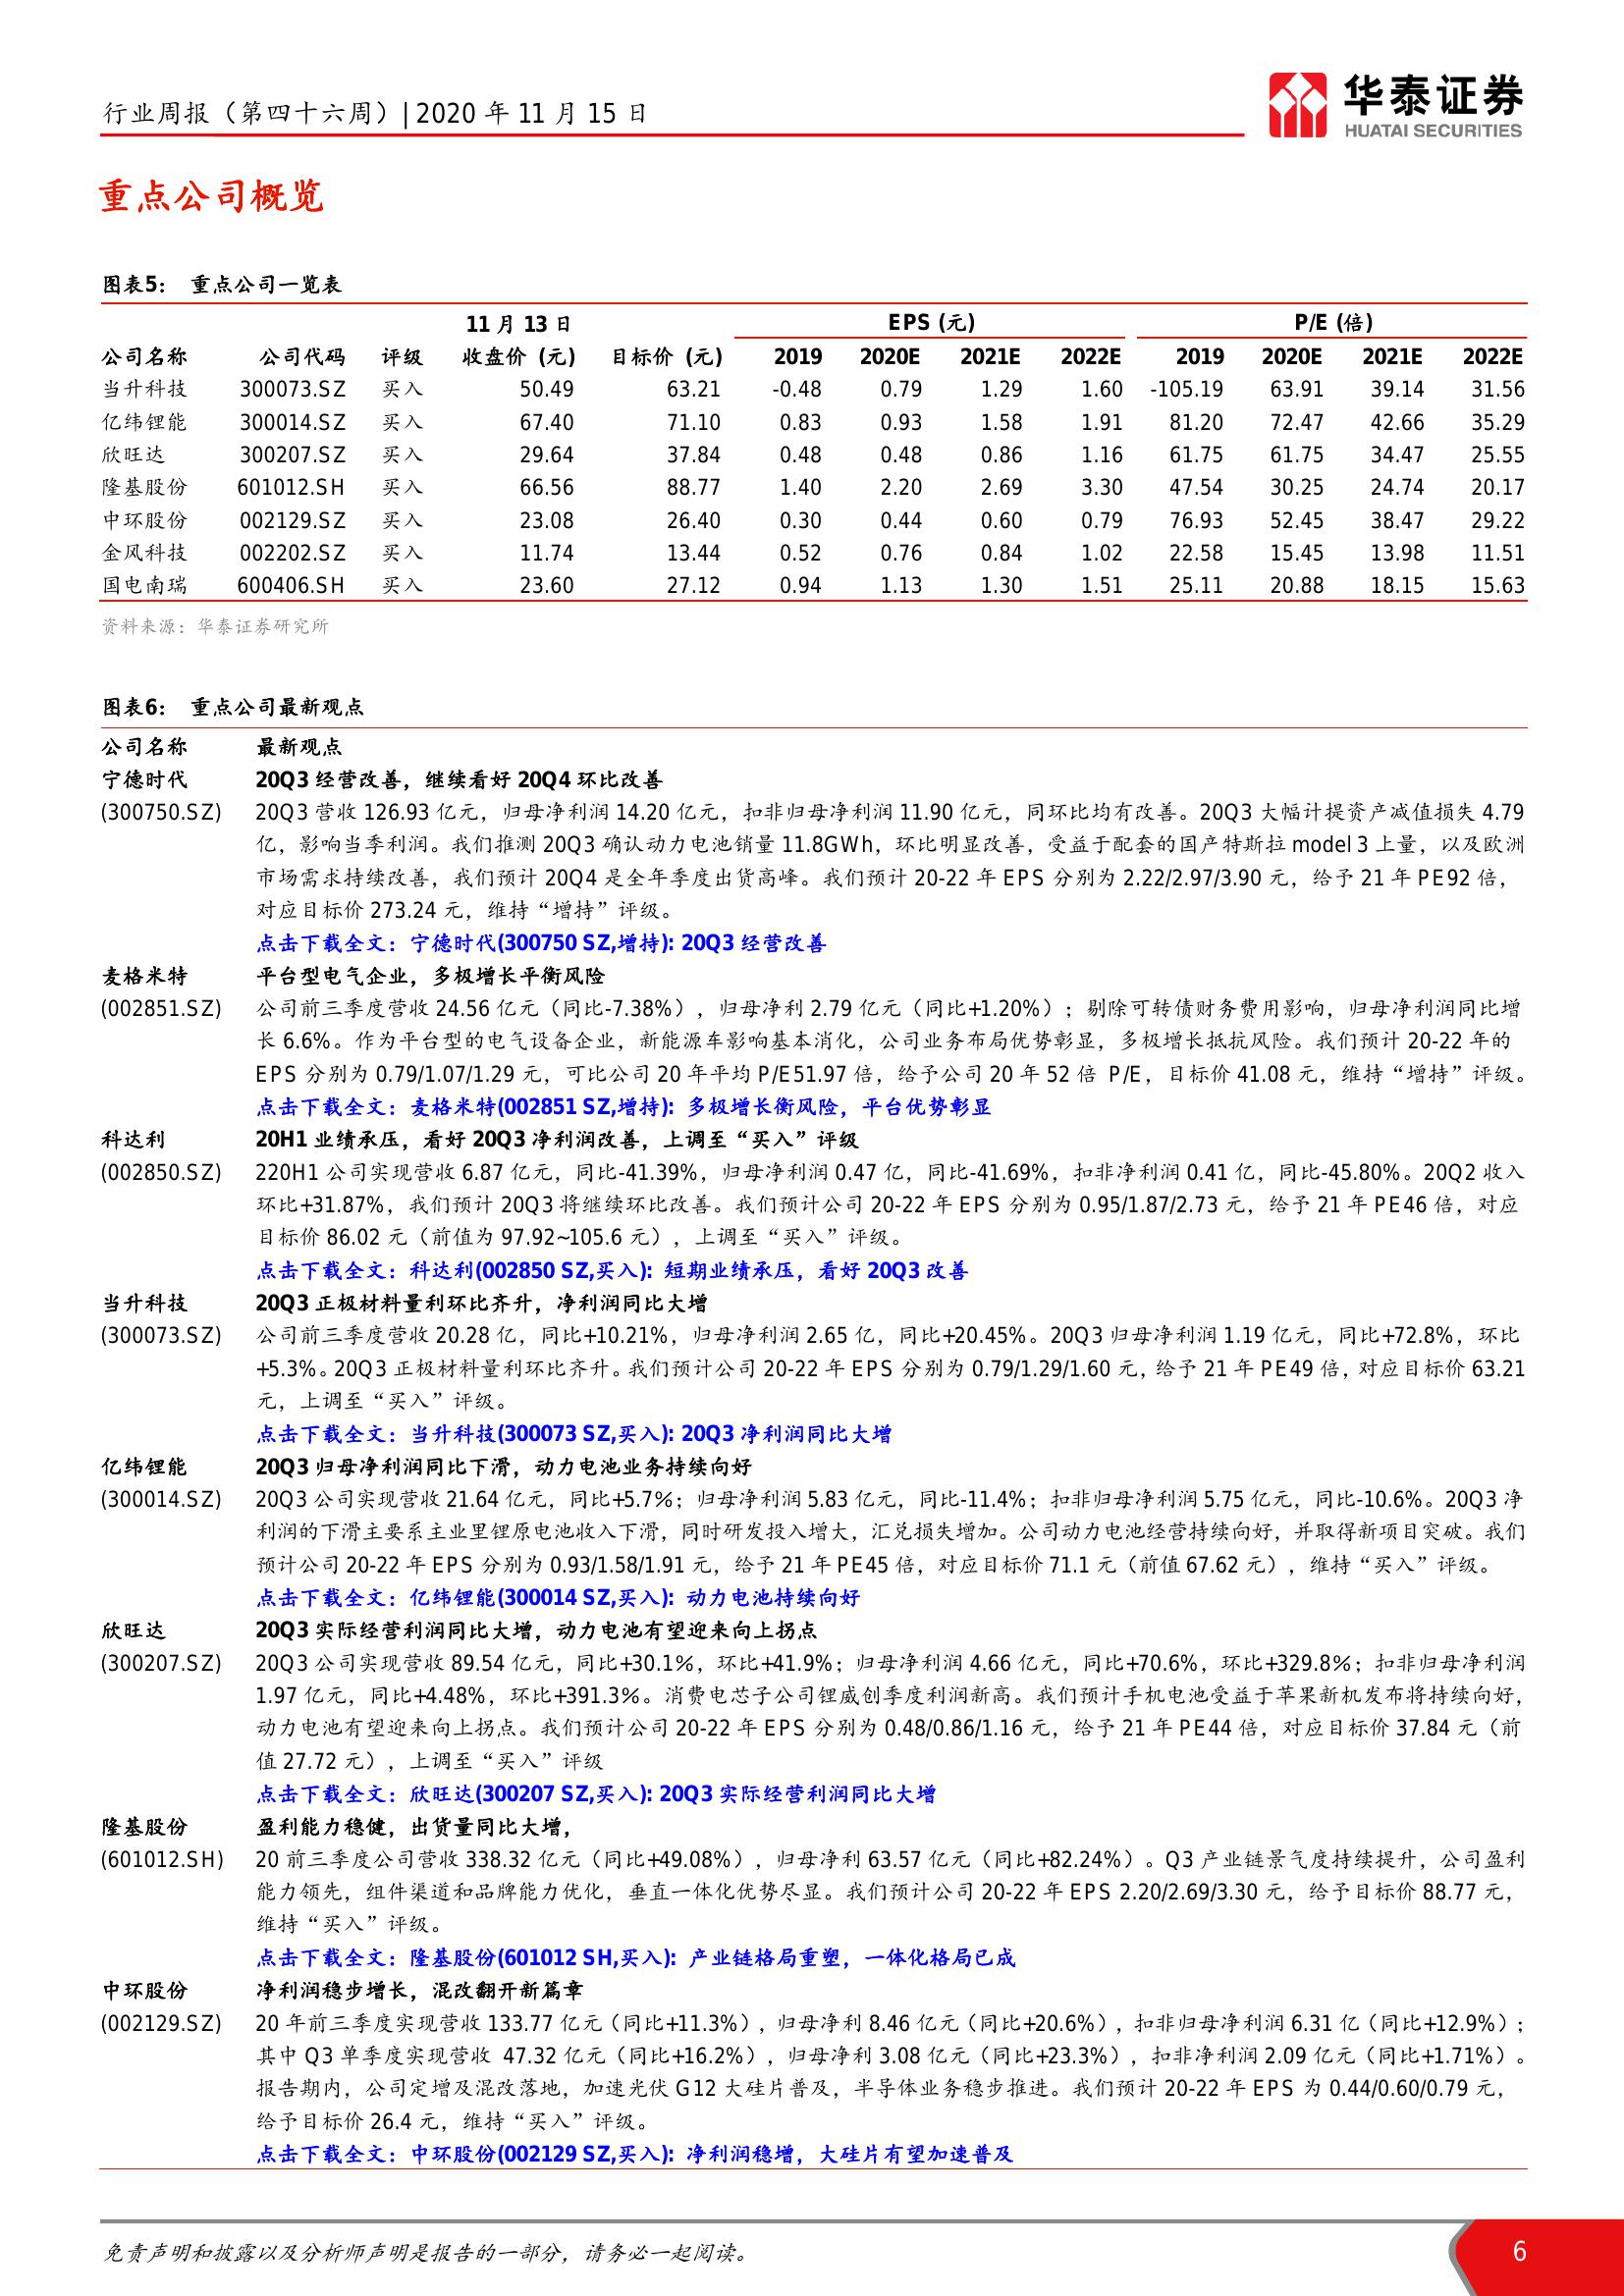 行业周报（第四十六周）| 2020 年 11 月 15 日
华泰证券
HUATAI SECURITIES
重点公司概览
图表5： 重点公司一览表
11 月 13 日 EPS (元) P/E (倍)
公司名称 公司代码 评级 收盘价 (元) 目标价 (元) 2019 2020E 2021E 2022E 2019 2020E 2021E 2022E
当升科技 300073.SZ 买入 50.49 63.21 -0.48 0.79 1.29 1.60 -105.19 63.91 39.14 31.56
亿纬锂能 300014.SZ 买入 67.40 71.10 0.83 0.93 1.58 1.91 81.20 72.47 42.66 35.29
欣旺达 300207.SZ 买入 29.64 37.84 0.48 0.48 0.86 1.16 61.75 61.75 34.47 25.55
隆基股份 601012.SH 买入 66.56 88.77 1.40 2.20 2.69 3.30 47.54 30.25 24.74 20.17
中环股份 002129.SZ 买入 23.08 26.40 0.30 0.44 0.60 0.79 76.93 52.45 38.47 29.22
金风科技 002202.SZ 买入 11.74 13.44 0.52 0.76 0.84 1.02 22.58 15.45 13.98 11.51
国电南瑞 600406.SH 买入 23.60 27.12 0.94 1.13 1.30 1.51 25.11 20.88 18.15 15.63
资料来源：华泰证券研究所
图表6： 重点公司最新观点
公司名称 最新观点
宁德时代 20Q3 经营改善，继续看好 20Q4 环比改善
(300750.SZ) 20Q3 营收 126.93 亿元，归母净利润 14.20 亿元，扣非归母净利润 11.90 亿元，同环比均有改善。20Q3 大幅计提资产减值损失 4.79
亿，影响当季利润。我们推测 20Q3 确认动力电池销量 11.8GWh，环比明显改善，受益于配套的国产特斯拉 model 3 上量，以及欧洲
市场需求持续改善，我们预计 20Q4 是全年季度出货高峰。我们预计 20-22 年 EPS 分别为 2.22/2.97/3.90 元，给予 21 年 PE92 倍，
对应目标价 273.24 元，维持“增持”评级。
点击下载全文：宁德时代(300750 SZ,增持): 20Q3 经营改善
麦格米特 平台型电气企业，多极增长平衡风险
(002851.SZ) 公司前三季度营收 24.56 亿元（同比-7.38%），归母净利 2.79 亿元（同比+1.20%）；剔除可转债财务费用影响，归母净利润同比增
长 6.6%。作为平台型的电气设备企业，新能源车影响基本消化，公司业务布局优势彰显，多极增长抵抗风险。我们预计 20-22 年的
EPS 分别为 0.79/1.07/1.29 元，可比公司 20 年平均 P/E51.97 倍，给予公司 20 年 52 倍 P/E，目标价 41.08 元，维持“增持”评级。
点击下载全文：麦格米特(002851 SZ,增持): 多极增长衡风险，平台优势彰显
科达利 20H1 业绩承压，看好 20Q3 净利润改善，上调至“买入”评级
(002850.SZ) 220H1 公司实现营收 6.87 亿元，同比-41.39%，归母净利润 0.47 亿，同比-41.69%，扣非净利润 0.41 亿，同比-45.80%。20Q2 收入
环比+31.87%，我们预计 20Q3 将继续环比改善。我们预计公司 20-22 年 EPS 分别为 0.95/1.87/2.73 元，给予 21 年 PE46 倍，对应
目标价 86.02 元（前值为 97.92~105.6 元），上调至“买入”评级。
点击下载全文：科达利(002850 SZ,买入): 短期业绩承压，看好 20Q3 改善
当升科技 20Q3 正极材料量利环比齐升，净利润同比大增
(300073.SZ) 公司前三季度营收 20.28 亿，同比+10.21%，归母净利润 2.65 亿，同比+20.45%。20Q3 归母净利润 1.19 亿元，同比+72.8%，环比
+5.3%。20Q3 正极材料量利环比齐升。我们预计公司 20-22 年 EPS 分别为 0.79/1.29/1.60 元，给予 21 年 PE49 倍，对应目标价 63.21
元，上调至“买入”评级。
点击下载全文：当升科技(300073 SZ,买入): 20Q3 净利润同比大增
亿纬锂能 20Q3 归母净利润同比下滑，动力电池业务持续向好
(300014.SZ) 20Q3 公司实现营收 21.64 亿元，同比+5.7%；归母净利润 5.83 亿元，同比-11.4%；扣非归母净利润 5.75 亿元，同比-10.6%。20Q3 净
利润的下滑主要系主业里锂原电池收入下滑，同时研发投入增大，汇兑损失增加。公司动力电池经营持续向好，并取得新项目突破。我们
预计公司 20-22 年 EPS 分别为 0.93/1.58/1.91 元，给予 21 年 PE45 倍，对应目标价 71.1 元（前值 67.62 元），维持“买入”评级。
点击下载全文：亿纬锂能(300014 SZ,买入): 动力电池持续向好
欣旺达 20Q3 实际经营利润同比大增，动力电池有望迎来向上拐点
(300207.SZ) 20Q3 公司实现营收 89.54 亿元，同比+30.1%，环比+41.9%；归母净利润 4.66 亿元，同比+70.6%，环比+329.8%；扣非归母净利润
1.97 亿元，同比+4.48%，环比+391.3%。消费电芯子公司锂威创季度利润新高。我们预计手机电池受益于苹果新机发布将持续向好，
动力电池有望迎来向上拐点。我们预计公司 20-22 年 EPS 分别为 0.48/0.86/1.16 元，给予 21 年 PE44 倍，对应目标价 37.84 元（前
值 27.72 元），上调至“买入”评级
点击下载全文：欣旺达(300207 SZ,买入): 20Q3 实际经营利润同比大增
隆基股份 盈利能力稳健，出货量同比大增，
(601012.SH) 20 前三季度公司营收 338.32 亿元（同比+49.08%），归母净利 63.57 亿元（同比+82.24%）。Q3 产业链景气度持续提升，公司盈利
能力领先，组件渠道和品牌能力优化，垂直一体化优势尽显。我们预计公司 20-22 年 EPS 2.20/2.69/3.30 元，给予目标价 88.77 元，
维持“买入”评级。
点击下载全文：隆基股份(601012 SH,买入): 产业链格局重塑，一体化格局已成
中环股份 净利润稳步增长，混改翻开新篇章
(002129.SZ) 20 年前三季度实现营收 133.77 亿元（同比+11.3%），归母净利 8.46 亿元（同比+20.6%），扣非归母净利润 6.31 亿（同比+12.9%）；
其中 Q3 单季度实现营收 47.32 亿元（同比+16.2%），归母净利 3.08 亿元（同比+23.3%），扣非净利润 2.09 亿元（同比+1.71%）。
报告期内，公司定增及混改落地，加速光伏 G12 大硅片普及，半导体业务稳步推进。我们预计 20-22 年 EPS 为 0.44/0.60/0.79 元，
给予目标价 26.4 元，维持“买入”评级。
点击下载全文：中环股份(002129 SZ,买入): 净利润稳增，大硅片有望加速普及
免责声明和披露以及分析师声明是报告的一部分，请务必一起阅读。 6